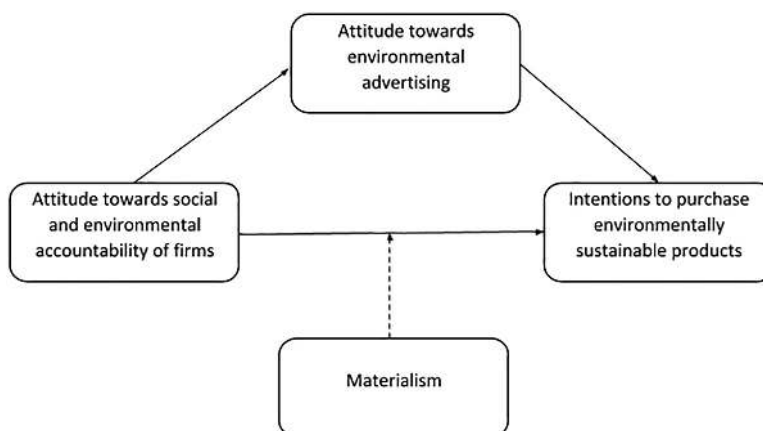 Attitude towards
environmental
advertising
Attitude towards social
and environmental
accountability of firms
Intentions to purchase
environmentally
sustainable products
Materialism